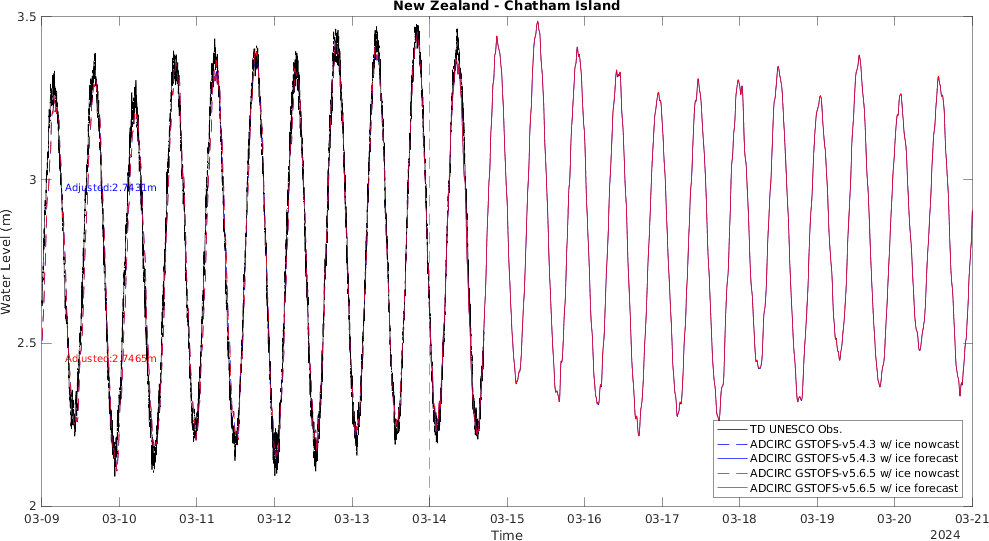 New Zealand - Chatham Island
3.5
3
2.5
2
Water Level (m)
Adjusted:2.7431m
Adjusted:2.7465m
TD UNESCO Obs.
ADCIRC GSTOFS-v5.4.3 w/ ice nowcast
ADCIRC GSTOFS-v5.4.3 w/ ice forecast
ADCIRC GSTOFS-v5.6.5 w/ ice nowcast
ADCIRC GSTOFS-v5.6.5 w/ ice forecast
03-09 03-10 03-11 03-12 03-13 03-14 03-15 03-16 03-17 03-18 03-19 03-20 03-21
Time
2024